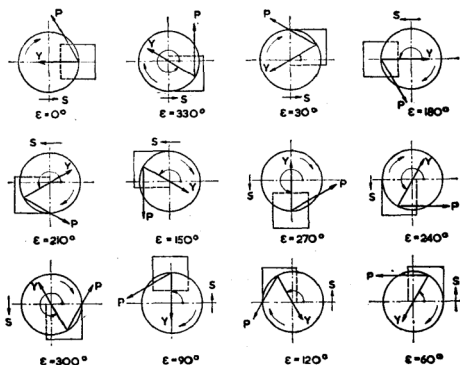 P P P S
Y Y Y Y
S S S P
ε=0° ε=330° ε=30° ε=180°
S S
Y Y Y Y
S S
P P P P
ε=210° ε=150° ε=270° ε=240°
Y P P P
S P S S
Y Y Y
ε=300° ε=90° ε=120° ε=60°